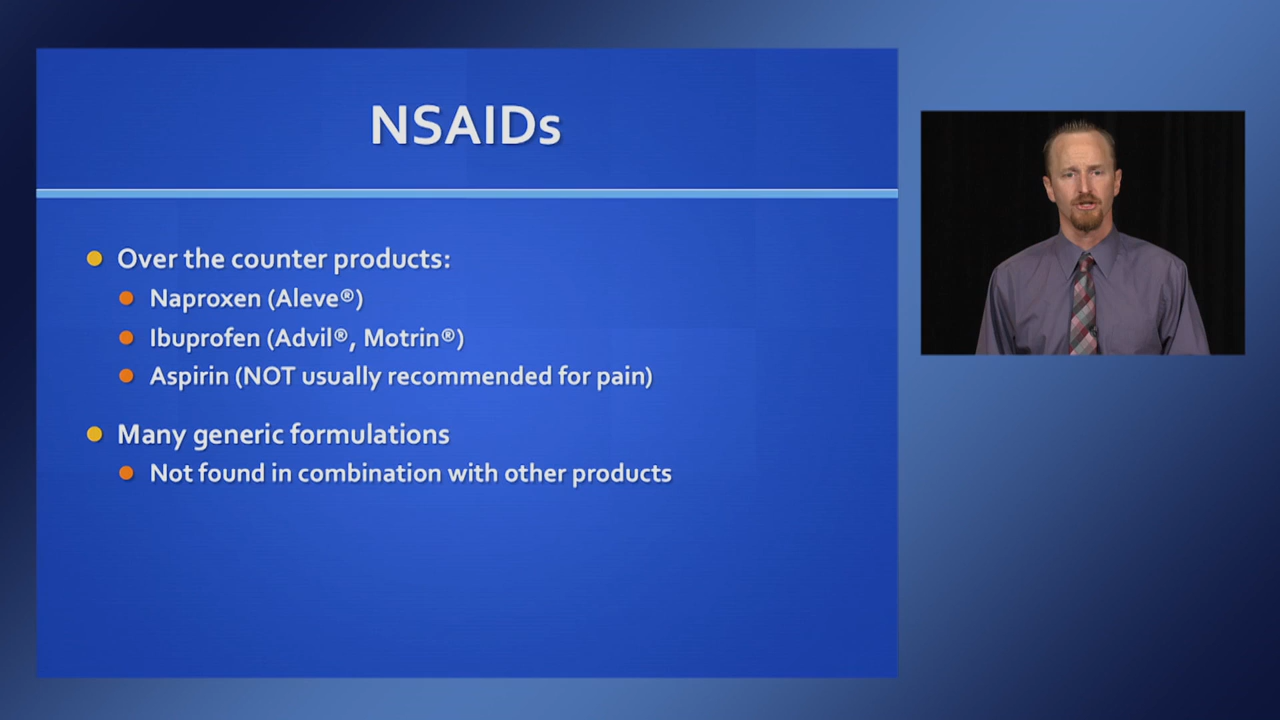 NSAIDs
Over the counter products:
Naproxen (Aleve®)
Ibuprofen (Advil®, Motrin®)
Aspirin (NOT usually recommended for pain)
Many generic formulations
Not found in combination with other products